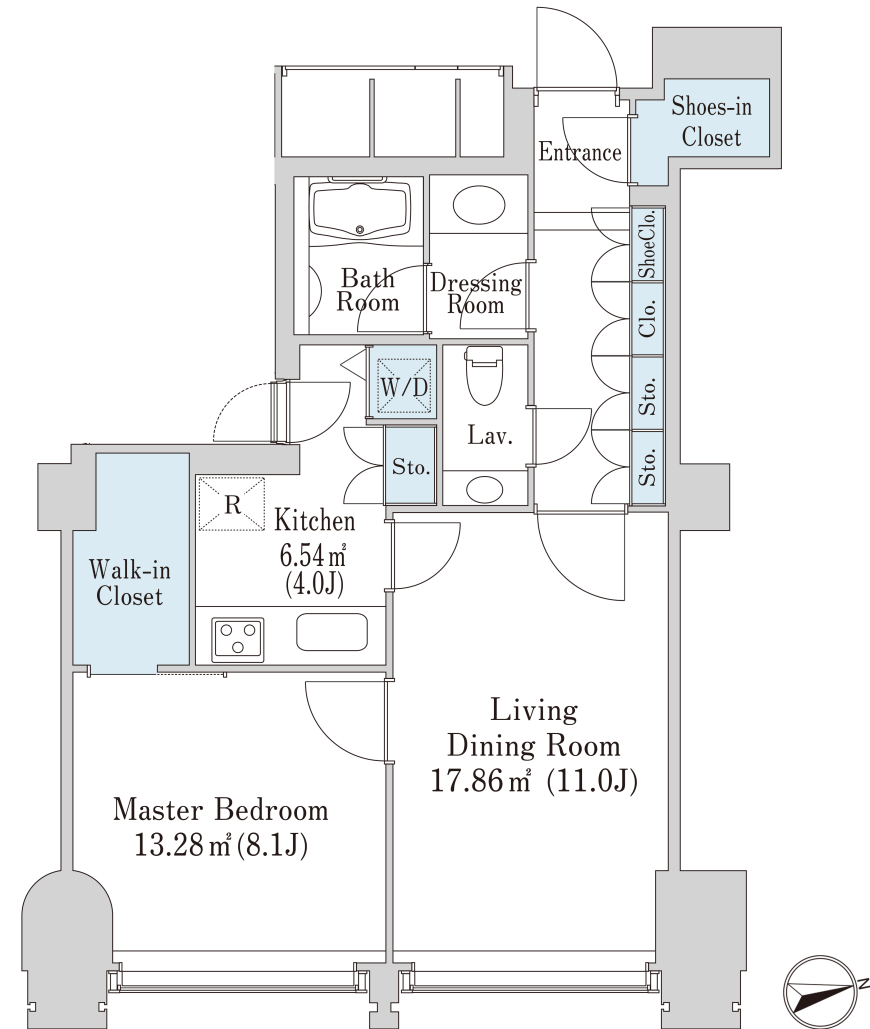 Shoes-in
Closet
Entrance
ShoeClo.
Bath
Room
Dressing
Room
Clo.
W/D
Sto.
Lav.
Sto.
Sto.
R
Kitchen
6.54㎡
(4.0J)
Walk-in
Closet
Living
Dining Room
17.86㎡ (11.0J)
Master Bedroom
13.28㎡(8.1J)
N